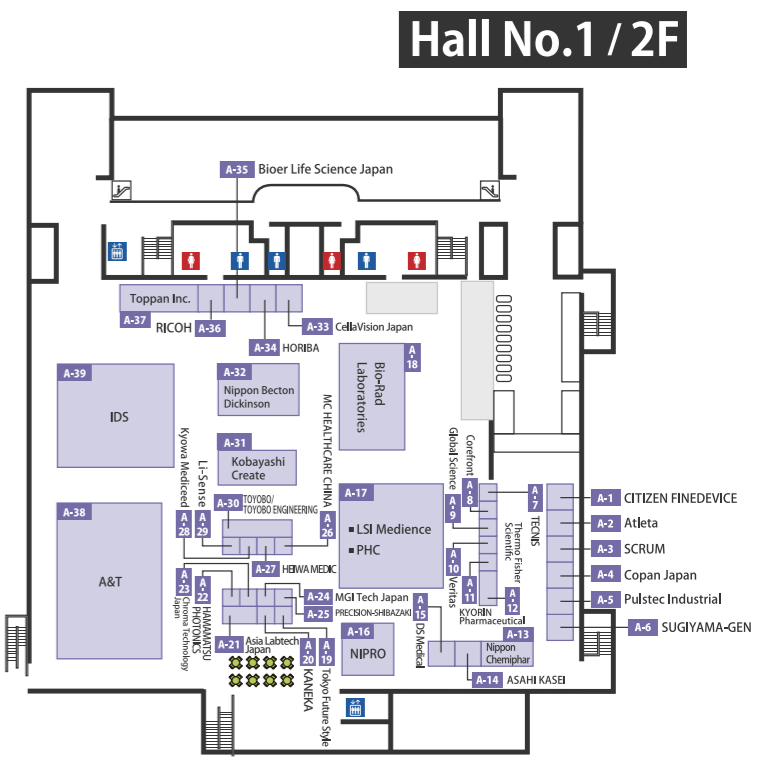 Hall No.1 / 2F
A-35 Bioer Life Science Japan
Toppan Inc.
A-37
RICOH A-36
A-33 CellaVision Japan
A-34 HORIBA
A-39
IDS
A-32
Nippon Becton
Dickinson
A-18
Bio-Rad
Laboratories
A-31
Kobayashi
Create
Kyowa Mediceed
A-28
Li-Sense
A-29
A-30 TOYOBO/
TOYOBO ENGINEERING
MC HEALTHCARE CHINA
A-26
A-27 HEIWA MEDIC
A-17
LSI Medience
PHC
Global Science
A-9
Corefront
A-8
A-7
TECNIS
Thermo Fisher
Scientific
A-12
A-10
Veritas
A-11
KYORIN
Pharmaceutical
A-1 CITIZEN FINEDEVICE
A-2 Atleta
A-3 SCRUM
A-4 Copan Japan
A-5 Pulstec Industrial
A-6 SUGIYAMA-GEN
A-38
A&T
A-23
Chroma Technology
Japan
A-22
HAMAMATSU
PHOTONICS
A-24 MGI Tech Japan
A-25 PRECISION-SHIBAZAKI
A-21 Asia Labtech
Japan
A-20
KANEKA
A-19
Tokyo Future Style
A-16
NIPRO
A-15
DS Medical
A-13
Nippon
Chemiphar
A-14 ASAHI KASEI